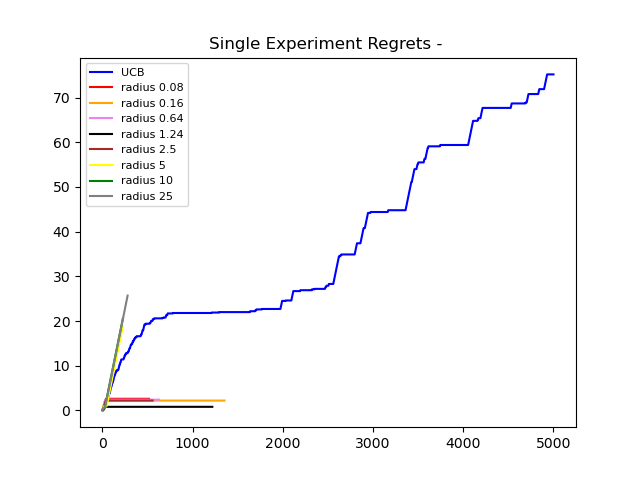 Single Experiment Regrets -
UCB
radius 0.08
radius 0.16
radius 0.64
radius 1.24
radius 2.5
radius 5
radius 10
radius 25
70
60
50
40
30
20
10
0
0 1000 2000 3000 4000 5000